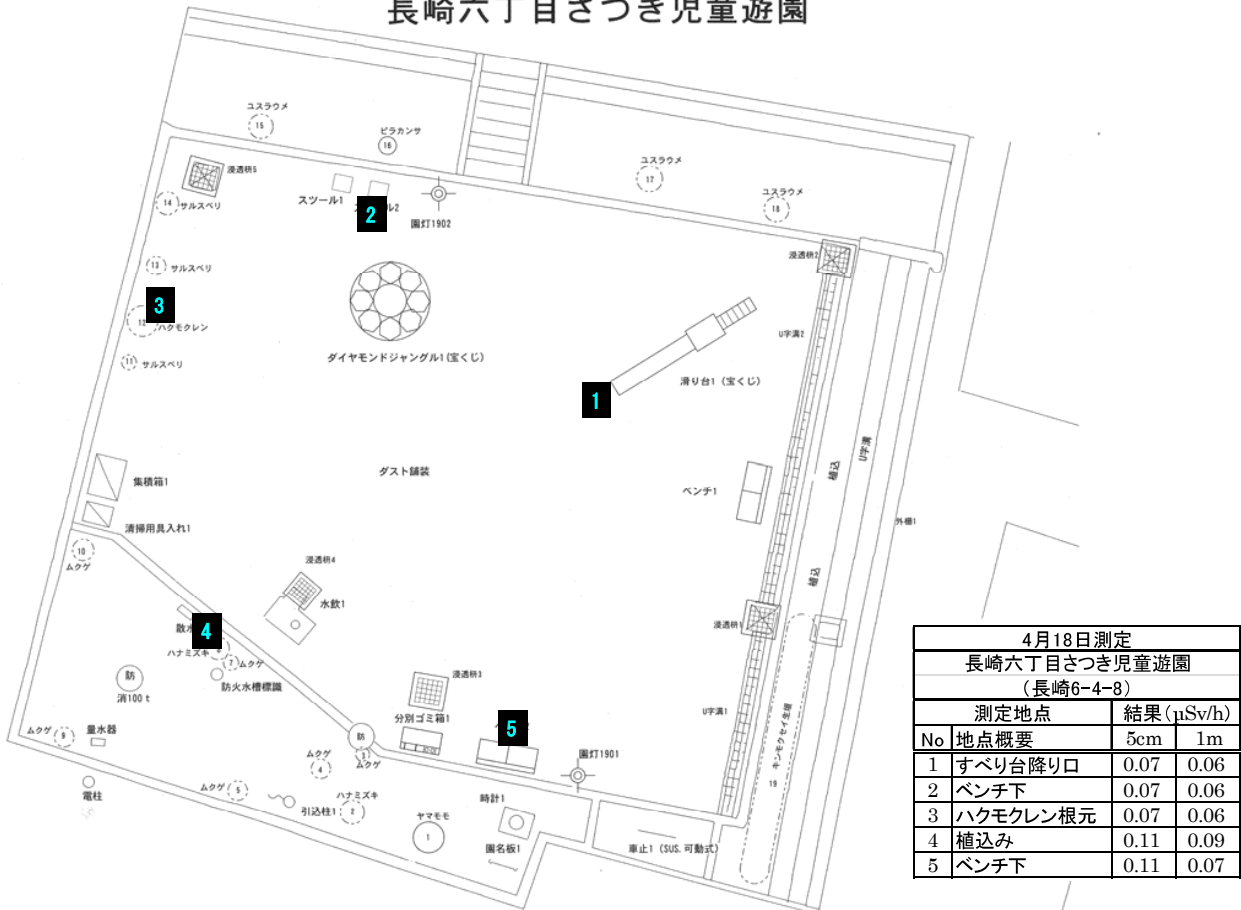 長崎六丁目さつき児童遊園
ユスラウメ
15
ピラカンサ
16
ユスラウメ
17
ユスラウメ
18
浸透桝5
14
サルスベリ
スツール1
2
ル2
園灯1902
浸透桝2
13
サルスベリ
3
12
ハクモクレン
11
サルスベリ
ダイヤモンドジャングル1(宝くじ)
U字溝2
滑り台1 (宝くじ)
1
ダスト舗装
集積箱1
清掃用具入れ1
ベンチ1
植込
U字溝
外柵1
10
ムクゲ
浸透桝4
水飲1
植込
散水
4
ハナミズキ
7
ムクゲ
防火水槽標識
防
消100t
浸透桝1
浸透桝3
分別ゴミ箱1
5
U字溝1
キンモクセイ生垣
19
ムクゲ
9
量水器
電柱
防
3
ムクゲ
ムクゲ
4
ムクゲ
5
引込柱1
ハナミズキ
2
ヤマモモ
1
時計1
園名板1
園灯1901
車止1 (SUS.可動式)
4月18日測定
長崎六丁目さつき児童遊園
(長崎6-4-8)
測定地点 結果(μSv/h)
No 地点概要 5cm 1m
1 すべり台降り口 0.07 0.06
2 ベンチ下 0.07 0.06
3 ハクモクレン根元 0.07 0.06
4 植込み 0.11 0.09
5 ベンチ下 0.11 0.07